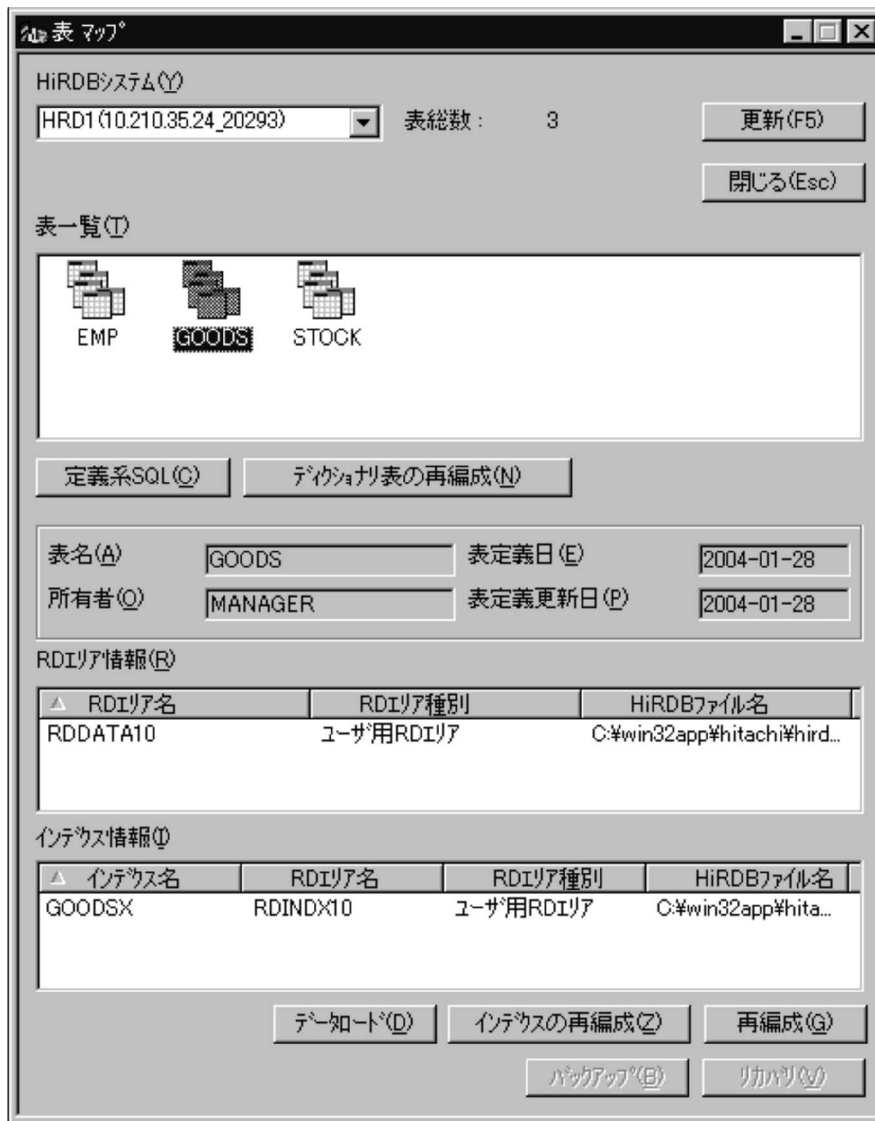 表 ﾏｯﾌﾟ
HiRDBｼｽﾃﾑ(Y)
HRD1(10.210.35.24_20293) 表総数： 3 更新(F5)
閉じる(Esc)
表一覧(T)
EMP GOODS STOCK
定義系SQL(C) ﾃﾞｨｸｼｮﾅﾘ表の再編成(N)
表名(A) GOODS 表定義日(E) 2004-01-28
所有者(O) MANAGER 表定義更新日(P) 2004-01-28
RDｴﾘｱ情報(R)
RDｴﾘｱ名 RDｴﾘｱ種別 HiRDBﾌｧｲﾙ名
RDDATA10 ﾕｰｻﾞ用RDｴﾘｱ C:¥win32app¥hitachi¥hird...
ｲﾝﾃﾞｸｽ情報(I)
ｲﾝﾃﾞｸｽ名 RDｴﾘｱ名 RDｴﾘｱ種別 HiRDBﾌｧｲﾙ名
GOODSX RDINDX10 ﾕｰｻﾞ用RDｴﾘｱ C:¥win32app¥hita...
ﾃﾞｰﾀﾛｰﾄﾞ(D) ｲﾝﾃﾞｸｽの再編成(Z) 再編成(G)
ﾊﾞｯｸｱｯﾌﾟ(B) ﾘｶﾊﾞﾘ(V)